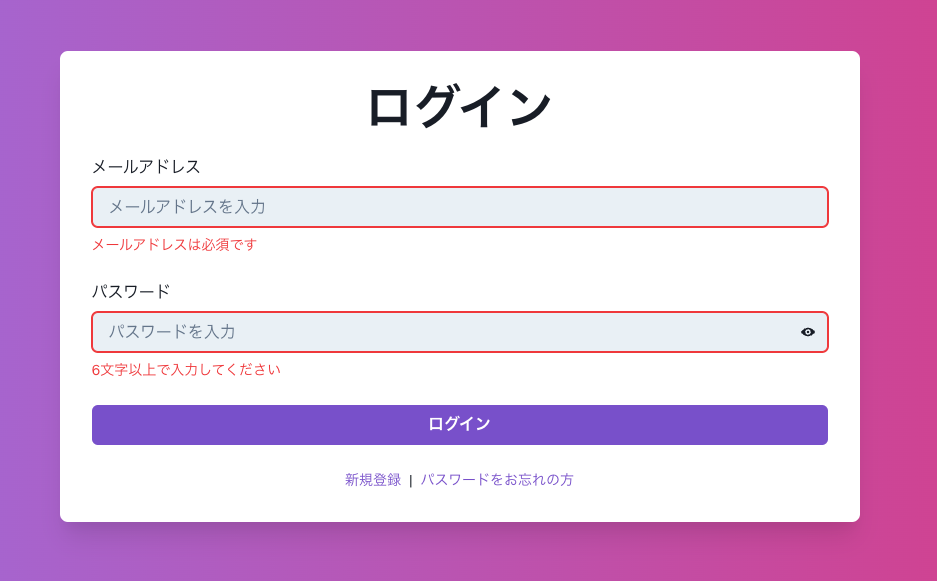 ログイン
メールアドレス
メールアドレスを入力
メールアドレスは必須です
パスワード
パスワードを入力
6文字以上で入力してください
ログイン
新規登録 | パスワードをお忘れの方